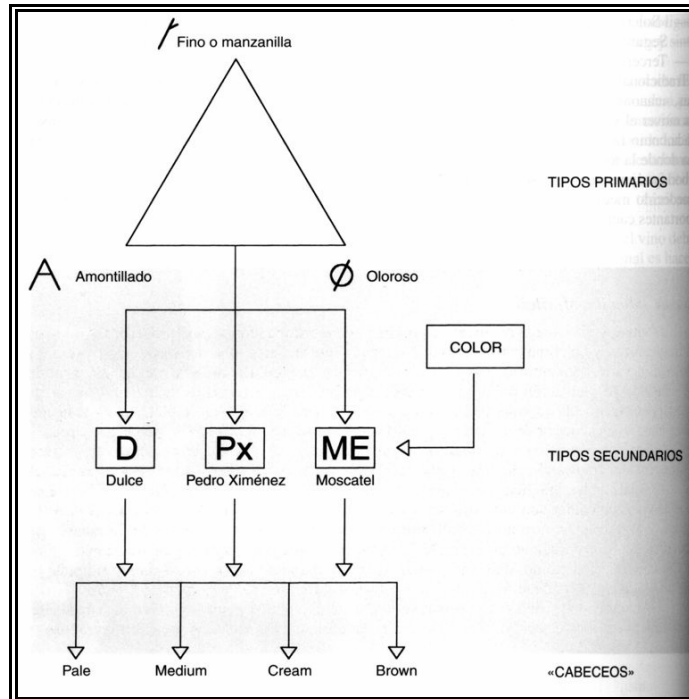 Fino o manzanilla
TIPOS PRIMARIOS
A Amontillado
Ø Oloroso
COLOR
D
Px
ME
TIPOS SECUNDARIOS
Dulce
Pedro Ximénez
Moscatel
Pale
Medium
Cream
Brown
«CABECEOS»